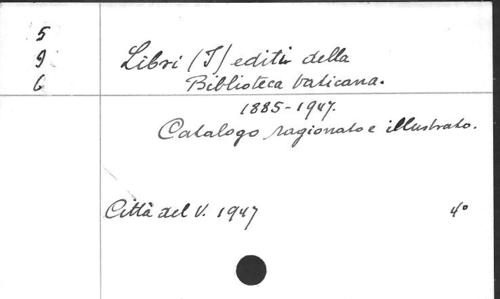 5
9
6
Libri (I) editi della
Biblioteca Vaticana.
1885-1947.
Catalogo ragionato e illustrato.
Città del V. 1947
4°